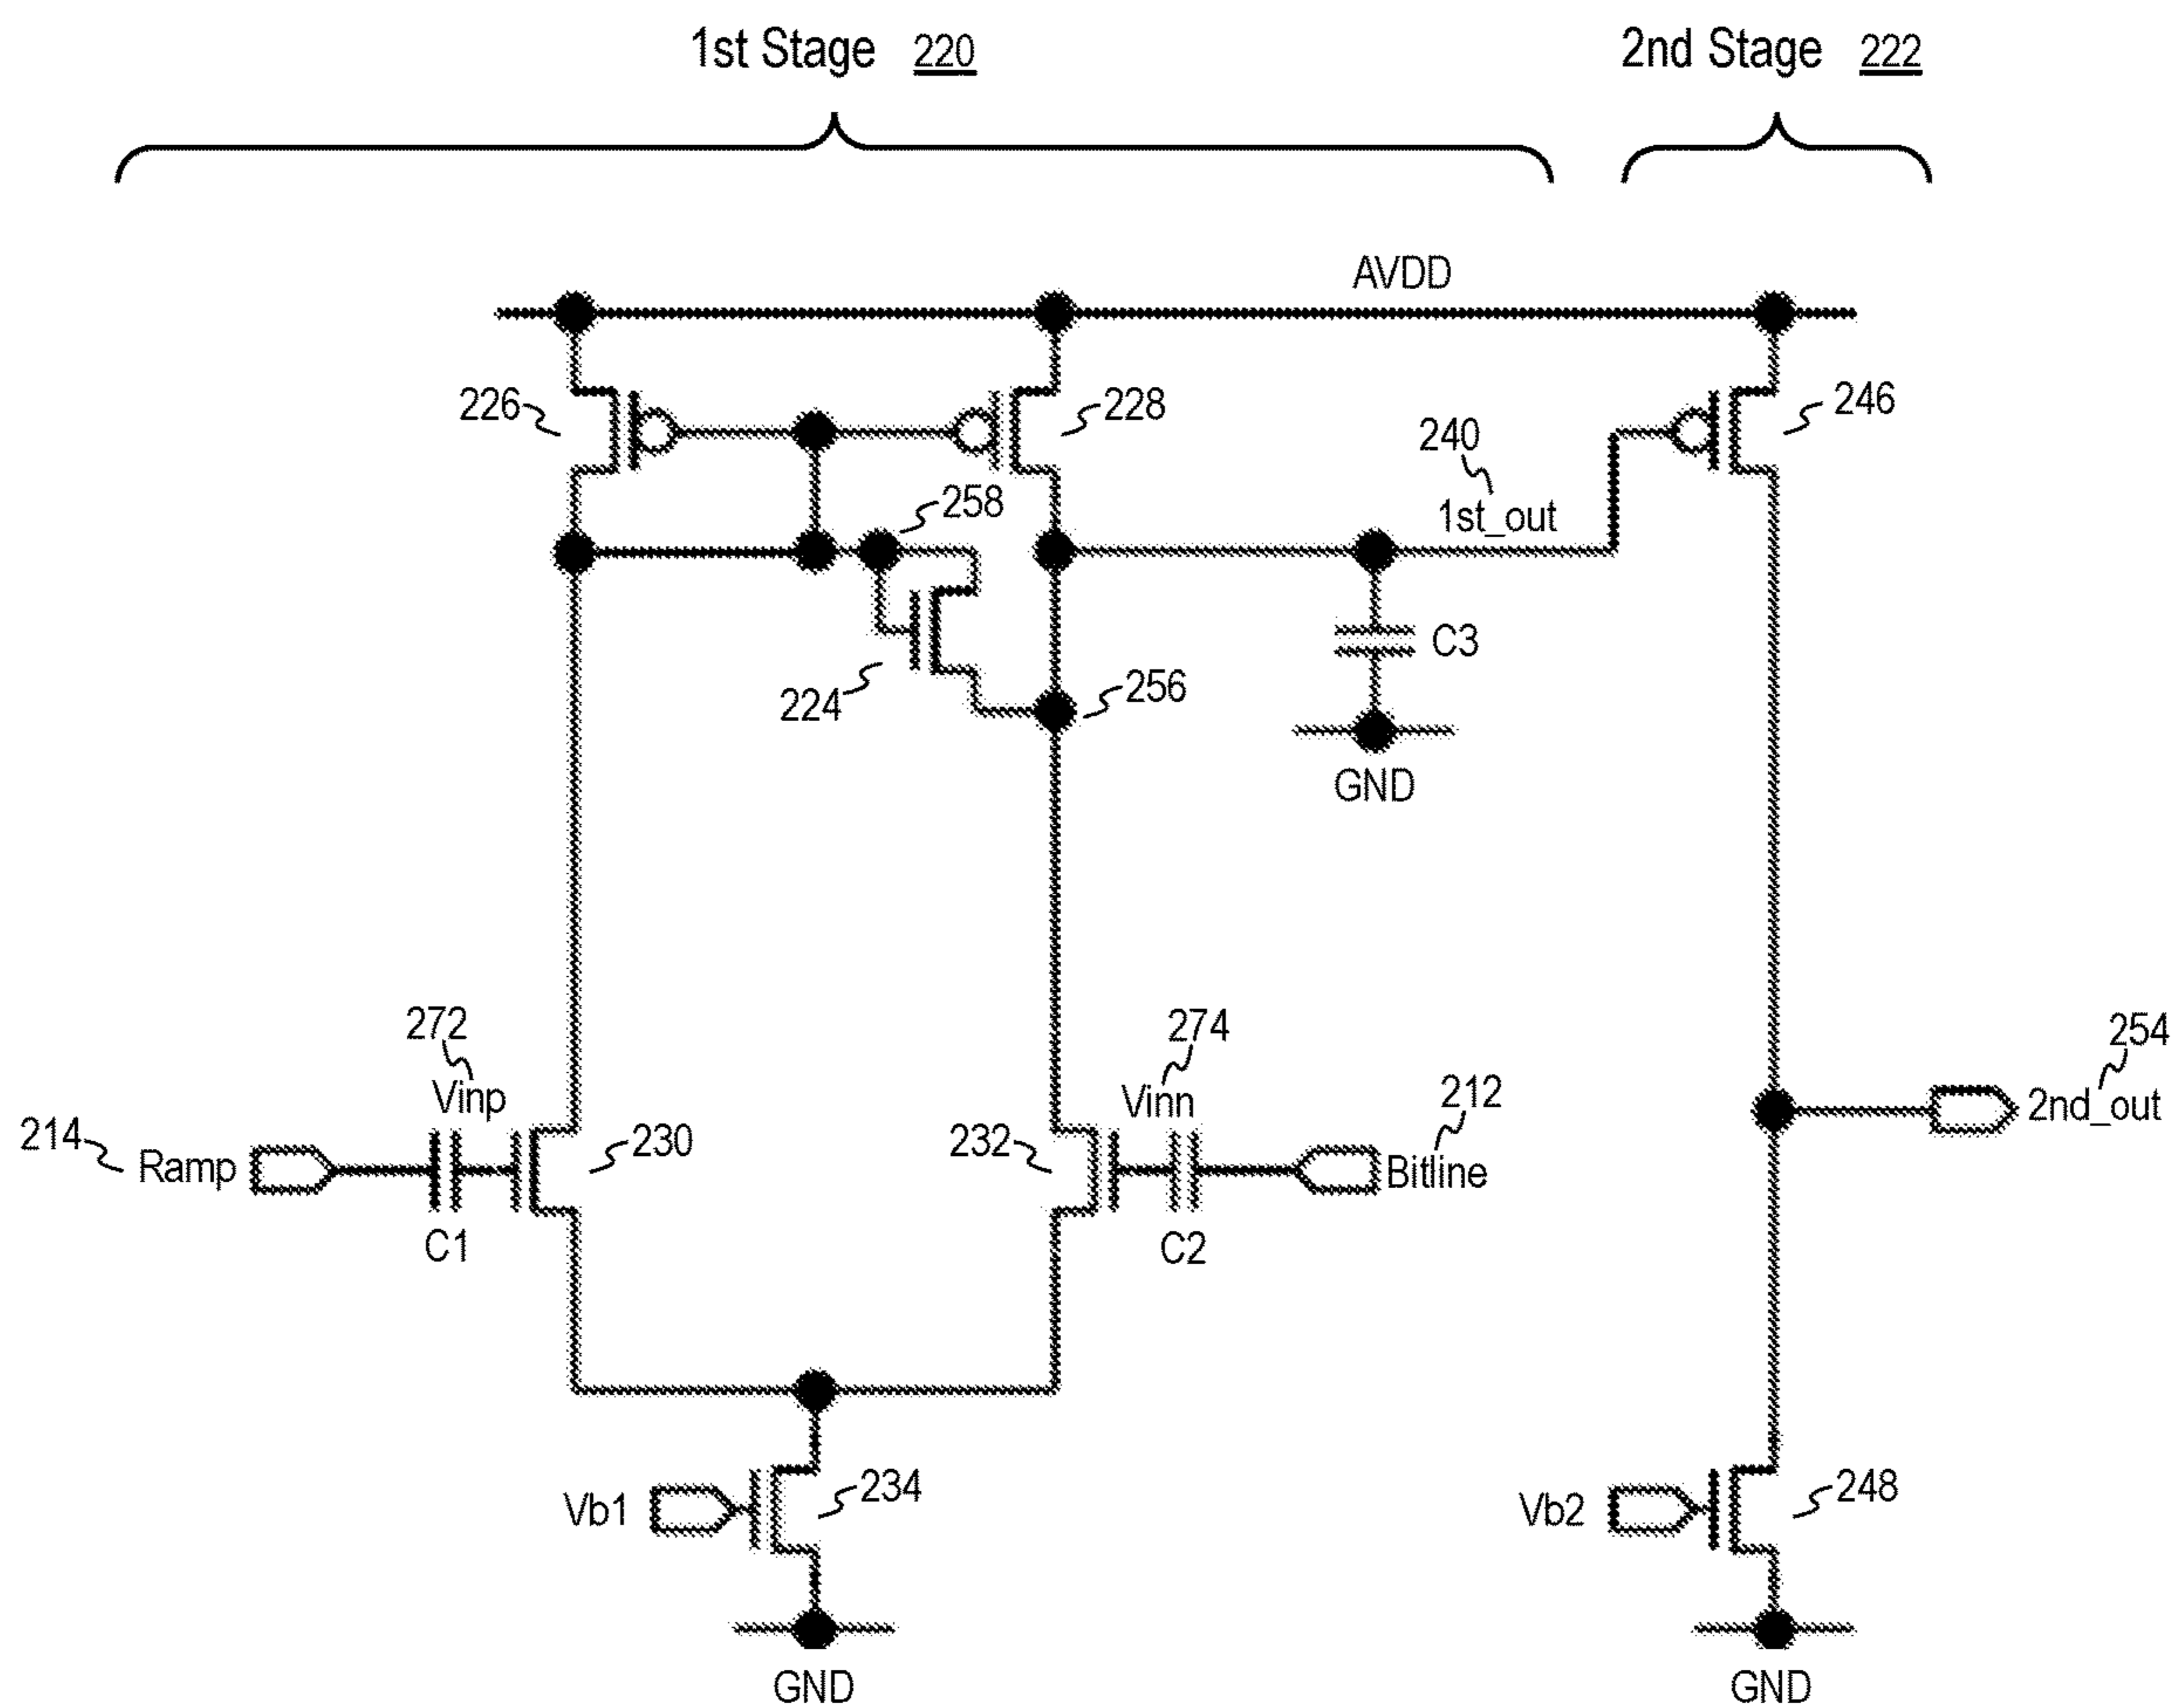 1st Stage 220
2nd Stage 222
AVDD
226
228
246
240
258
1st_out
C3
224
256
GND
272
274
254
Vinp
Vinn
212
2nd_out
214
Ramp
230
232
Bitline
C1
C2
Vb1
234
Vb2
248
GND
GND